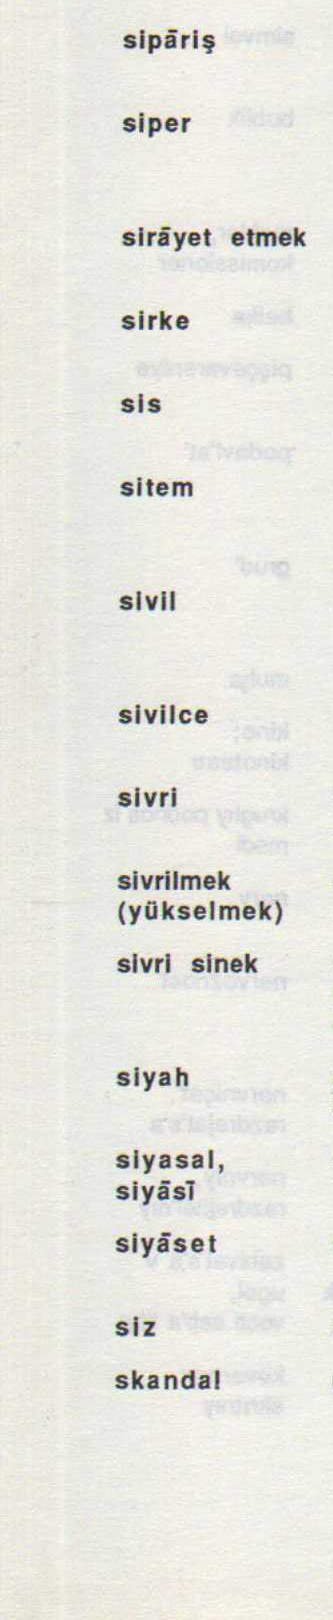 sipāriş
siper
sirāyet etmek
sirke
sis
sitem
sivil
sivilce
sivri
sivrilmek
(yükselmek)
sivri sinek
siyah
siyasal,
siyāsī
siyāset
siz
skandal